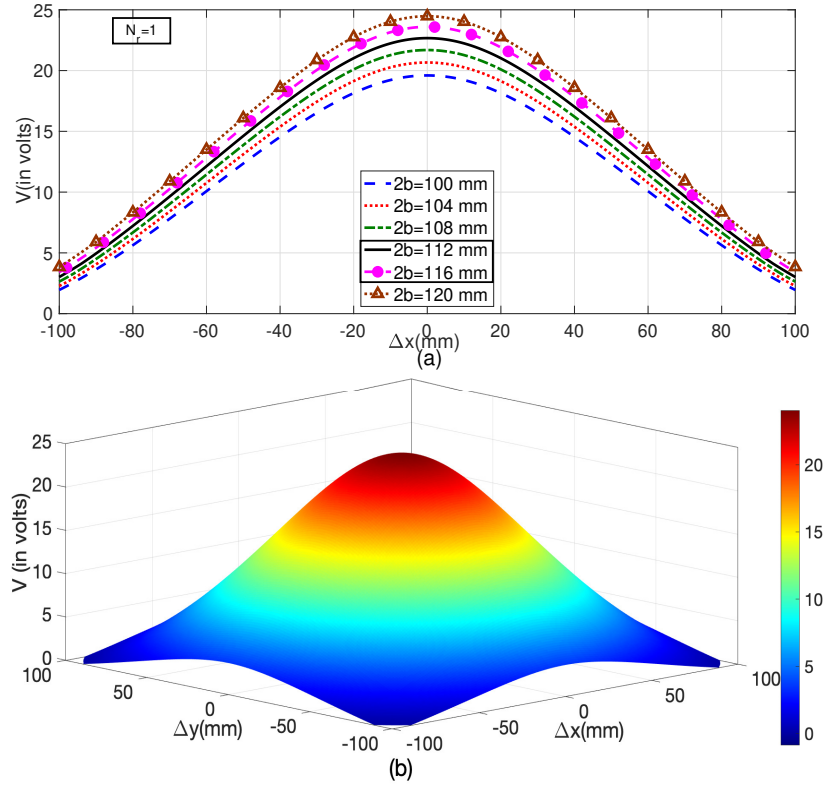 N_r=1
25
20
15
10
5
0
V(in volts)
2b=100 mm
2b=104 mm
2b=108 mm
2b=112 mm
2b=116 mm
2b=120 mm
-100 -80 -60 -40 -20 0 20 40 60 80 100
Δx(mm)
(a)
25
20
15
10
5
0
V (in volts)
100 50 0 -50 -100
Δy(mm)
-100 -50 0 50 100
Δx(mm)
20
15
10
5
0
(b)